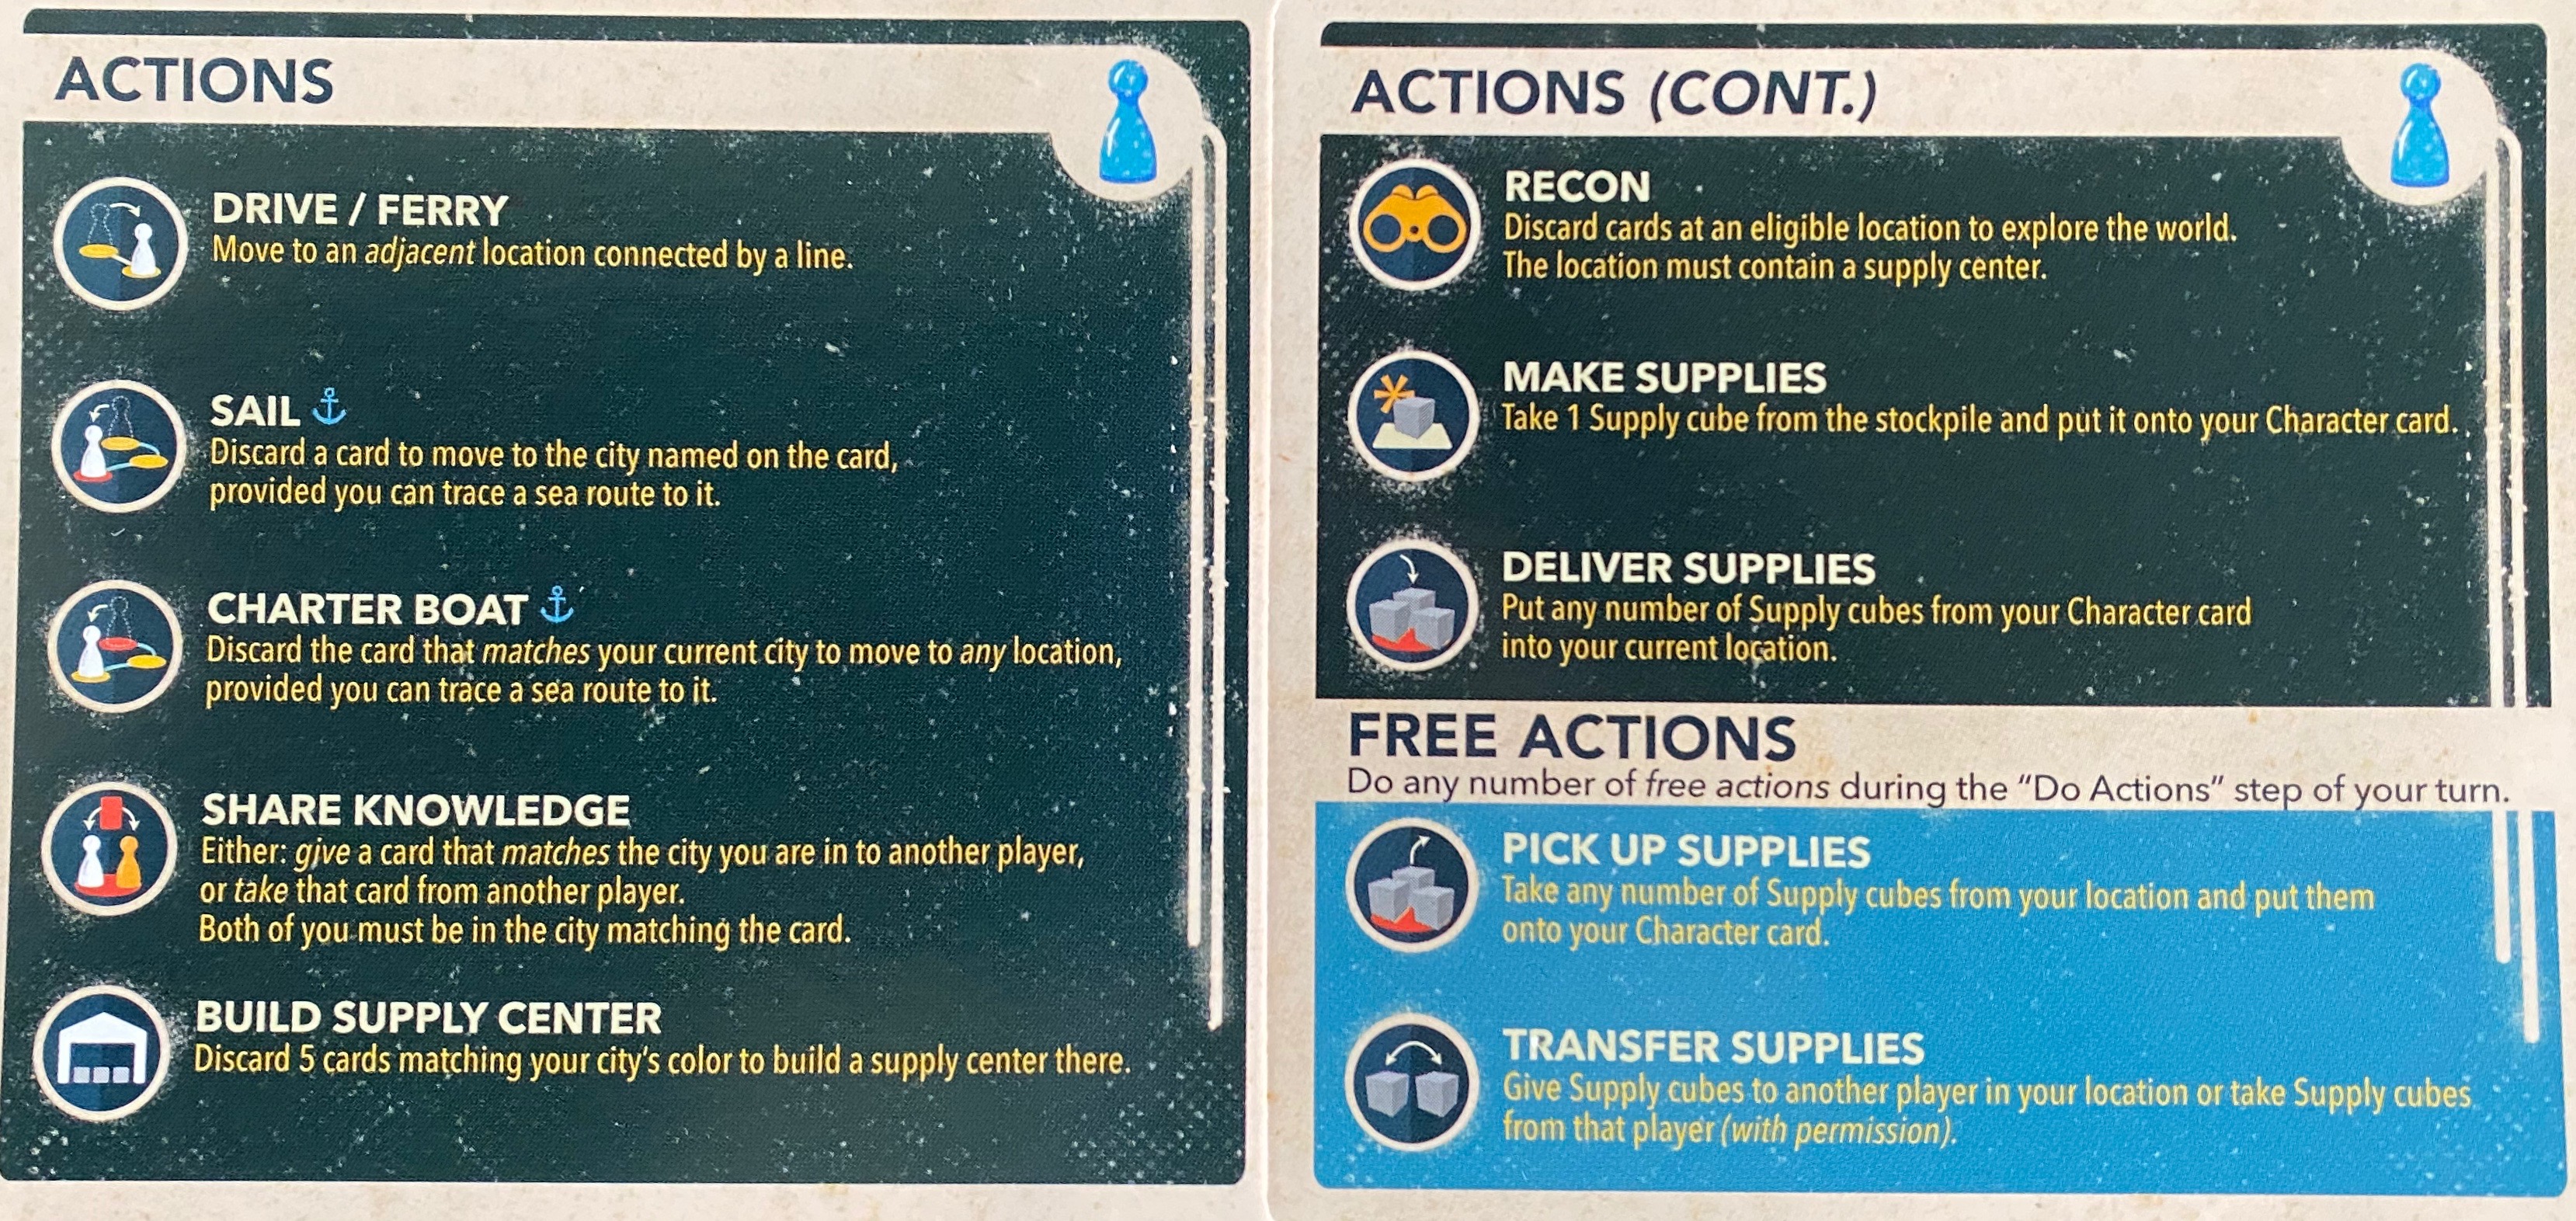 ACTIONS
DRIVE / FERRY
Move to an adjacent location connected by a line.
SAIL
Discard a card to move to the city named on the card,
provided you can trace a sea route to it.
CHARTER BOAT
Discard the card that matches your current city to move to any location,
provided you can trace a sea route to it.
SHARE KNOWLEDGE
Either: give a card that matches the city you are in to another player,
or take that card from another player.
Both of you must be in the city matching the card.
BUILD SUPPLY CENTER
Discard 5 cards matching your city's color to build a supply center there.
ACTIONS (CONT.)
RECON
Discard cards at an eligible location to explore the world.
The location must contain a supply center.
MAKE SUPPLIES
Take 1 Supply cube from the stockpile and put it onto your Character card.
DELIVER SUPPLIES
Put any number of Supply cubes from your Character card
into your current location.
FREE ACTIONS
Do any number of free actions during the “Do Actions” step of your turn.
PICK UP SUPPLIES
Take any number of Supply cubes from your location and put them
onto your Character card.
TRANSFER SUPPLIES
Give Supply cubes to another player in your location or take Supply cubes
from that player (with permission).